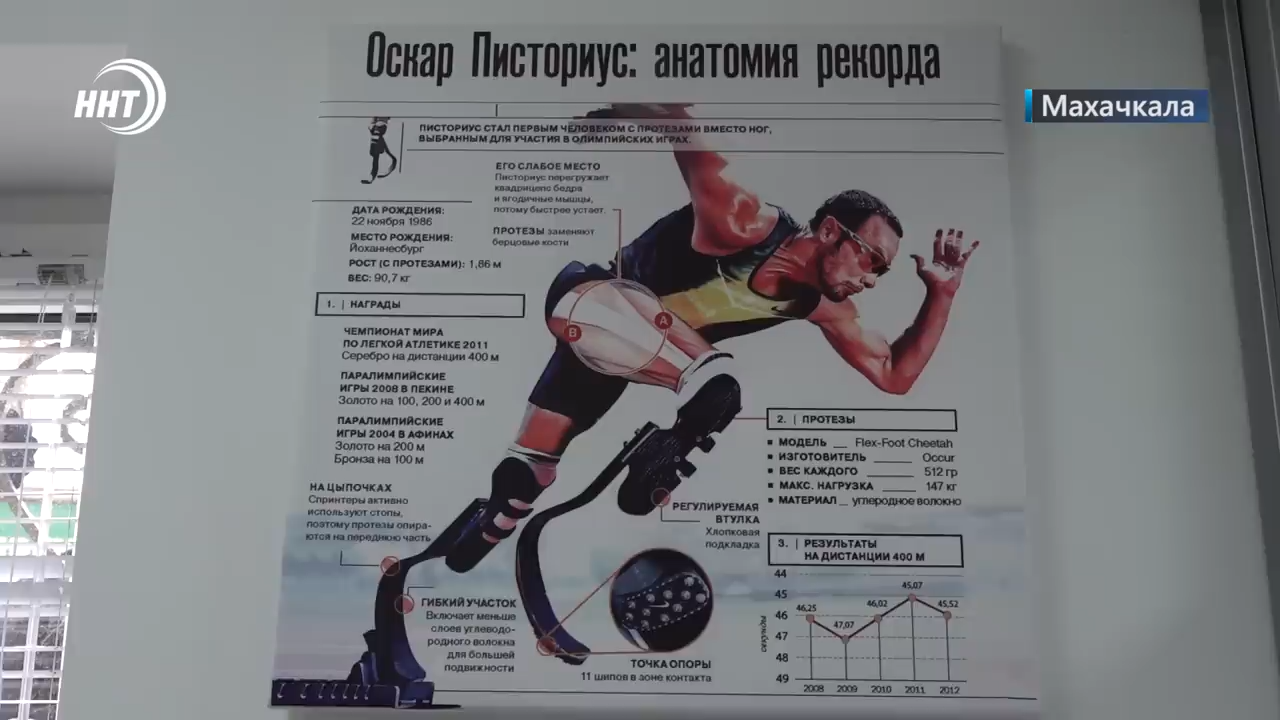 Оскар Писториус: анатомия рекорда
ННТ
Махачкала
ПИСТОРИУС СТАЛ ПЕРВЫМ ЧЕЛОВЕКОМ С ПРОТЕЗАМИ ВМЕСТО НОГ,
ВЫБРАННЫМ ДЛЯ УЧАСТИЯ В ОЛИМПИЙСКИХ ИГРАХ.
ЕГО СЛАБОЕ МЕСТО
Писториус перегружает
квадрицепс бедра
и ягодичные мышцы,
потому быстрее устает.
ПРОТЕЗЫ заменяют
берцовые кости
ДАТА РОЖДЕНИЯ:
22 ноября 1986
МЕСТО РОЖДЕНИЯ:
Йоханнесбург
РОСТ (С ПРОТЕЗАМИ): 1,86 м
ВЕС: 90,7 кг
1. | НАГРАДЫ
ЧЕМПИОНАТ МИРА
ПО ЛЕГКОЙ АТЛЕТИКЕ 2011
Серебро на дистанции 400 м
ПАРАЛИМПИЙСКИЕ
ИГРЫ 2008 В ПЕКИНЕ
Золото на 100, 200 и 400 м
ПАРАЛИМПИЙСКИЕ
ИГРЫ 2004 В АФИНАХ
Золото на 200 м
Бронза на 100 м
B
A
НА ЦЫПОЧКАХ
Спринтеры активно
используют стопы,
поэтому протезы опира-
ются на переднюю часть
ГИБКИЙ УЧАСТОК
Включает меньше
слоев углеводо-
родного волокна
для большей
подвижности
2. | ПРОТЕЗЫ
МОДЕЛЬ __ Flex-Foot Cheetah
ИЗГОТОВИТЕЛЬ ______ Occur
ВЕС КАЖДОГО ______ 512 гр
МАКС. НАГРУЗКА _____ 147 кг
МАТЕРИАЛ _ углеродное волокно
РЕГУЛИРУЕМАЯ
ВТУЛКА
Хлопковая
подкладка
ТОЧКА ОПОРЫ
11 шипов в зоне контакта
3. | РЕЗУЛЬТАТЫ
НА ДИСТАНЦИИ 400 М
секунды
44
45
46
47
48
49
46,25
47,07
46,02
45,07
45,52
2008 2009 2010 2011 2012